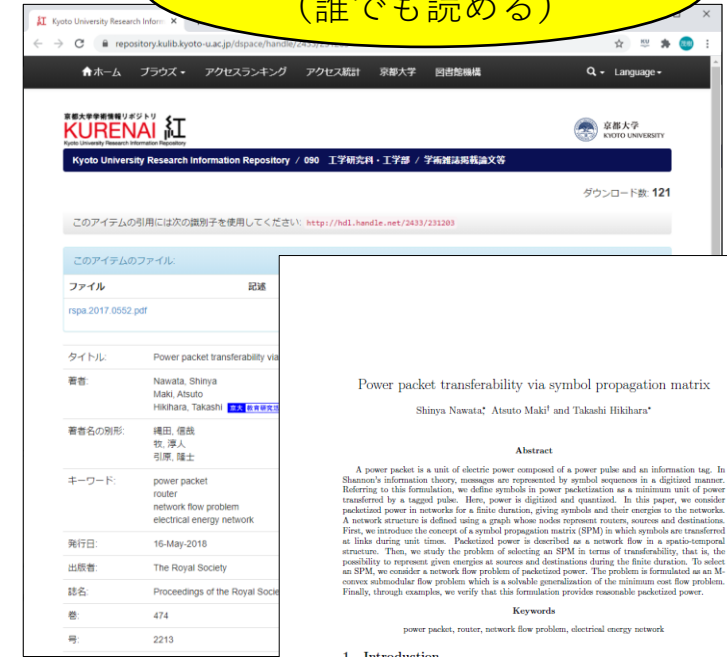 (誰でも読める)
Kyoto University Research Inform
repository.kulib.kyoto-u.ac.jp/dspace/handle/2433/231203
ホーム ブラウズ アクセスランキング アクセス統計 京都大学 図書館機構 Language
京都大学学術情報リポジトリ
KURENAI 紅
Kyoto University Research Information Repository
京都大学
KYOTO UNIVERSITY
Kyoto University Research Information Repository / 090 工学研究科・工学部 / 学術雑誌掲載論文等
ダウンロード数: 121
このアイテムの引用には次の識別子を使用してください: http://hdl.handle.net/2433/231203
このアイテムのファイル:
ファイル 記述
rspa.2017.0552.pdf
タイトル: Power packet transferability via
著者: Nawata, Shinya
Maki, Atsuto
Hikihara, Takashi 京大 教育研究活
著者名の別形: 縄田, 信哉
牧, 淳人
引原, 隆士
キーワード: power packet
router
network flow problem
electrical energy network
発行日: 16-May-2018
出版者: The Royal Society
誌名: Proceedings of the Royal Socie
巻: 474
号: 2213
Power packet transferability via symbol propagation matrix
Shinya Nawata*, Atsuto Maki† and Takashi Hikihara*
Abstract
A power packet is a unit of electric power composed of a power pulse and an information tag. In
Shannon's information theory, messages are represented by symbol sequences in a digitized manner.
Referring to this formulation, we define symbols in power packetization as a minimum unit of power
transferred by a tagged pulse. Here, power is digitized and quantized. In this paper, we consider
packetized power in networks for a finite duration, giving symbols and their energies to the networks.
A network structure is defined using a graph whose nodes represent routers, sources and destinations.
First, we introduce the concept of a symbol propagation matrix (SPM) in which symbols are transferred
at links during unit times. Packetized power is described as a network flow in a spatio-temporal
structure. Then, we study the problem of selecting an SPM in terms of transferability, that is, the
possibility to represent given energies at sources and destinations during the finite duration. To select
an SPM, we consider a network flow problem of packetized power. The problem is formulated as an M-
convex submodular flow problem which is a solvable generalization of the minimum cost flow problem.
Finally, through examples, we verify that this formulation provides reasonable packetized power.
Keywords
power packet, router, network flow problem, electrical energy network
1 Introduction